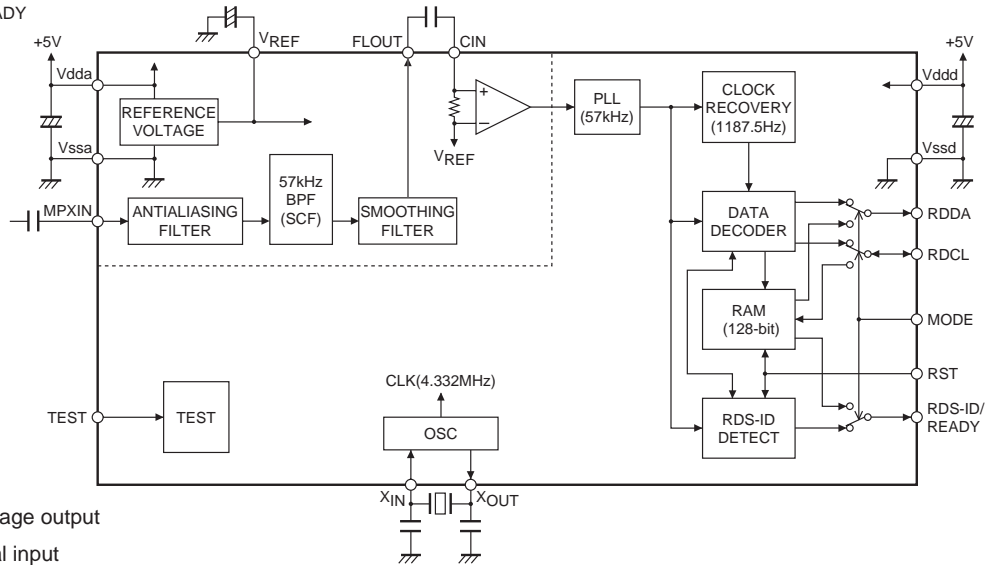 ADY
+5V
VREF
FLOUT
CIN
+5V
Vdda
REFERENCE
VOLTAGE
Vssa
+
−
VREF
PLL
(57kHz)
CLOCK
RECOVERY
(1187.5Hz)
Vddd
Vssd
MPXIN
ANTIALIASING
FILTER
57kHz
BPF
(SCF)
SMOOTHING
FILTER
DATA
DECODER
RDDA
RDCL
RAM
(128-bit)
MODE
RST
CLK(4.332MHz)
TEST
TEST
OSC
RDS-ID
DETECT
RDS-ID/
READY
XIN
XOUT
age output
al input